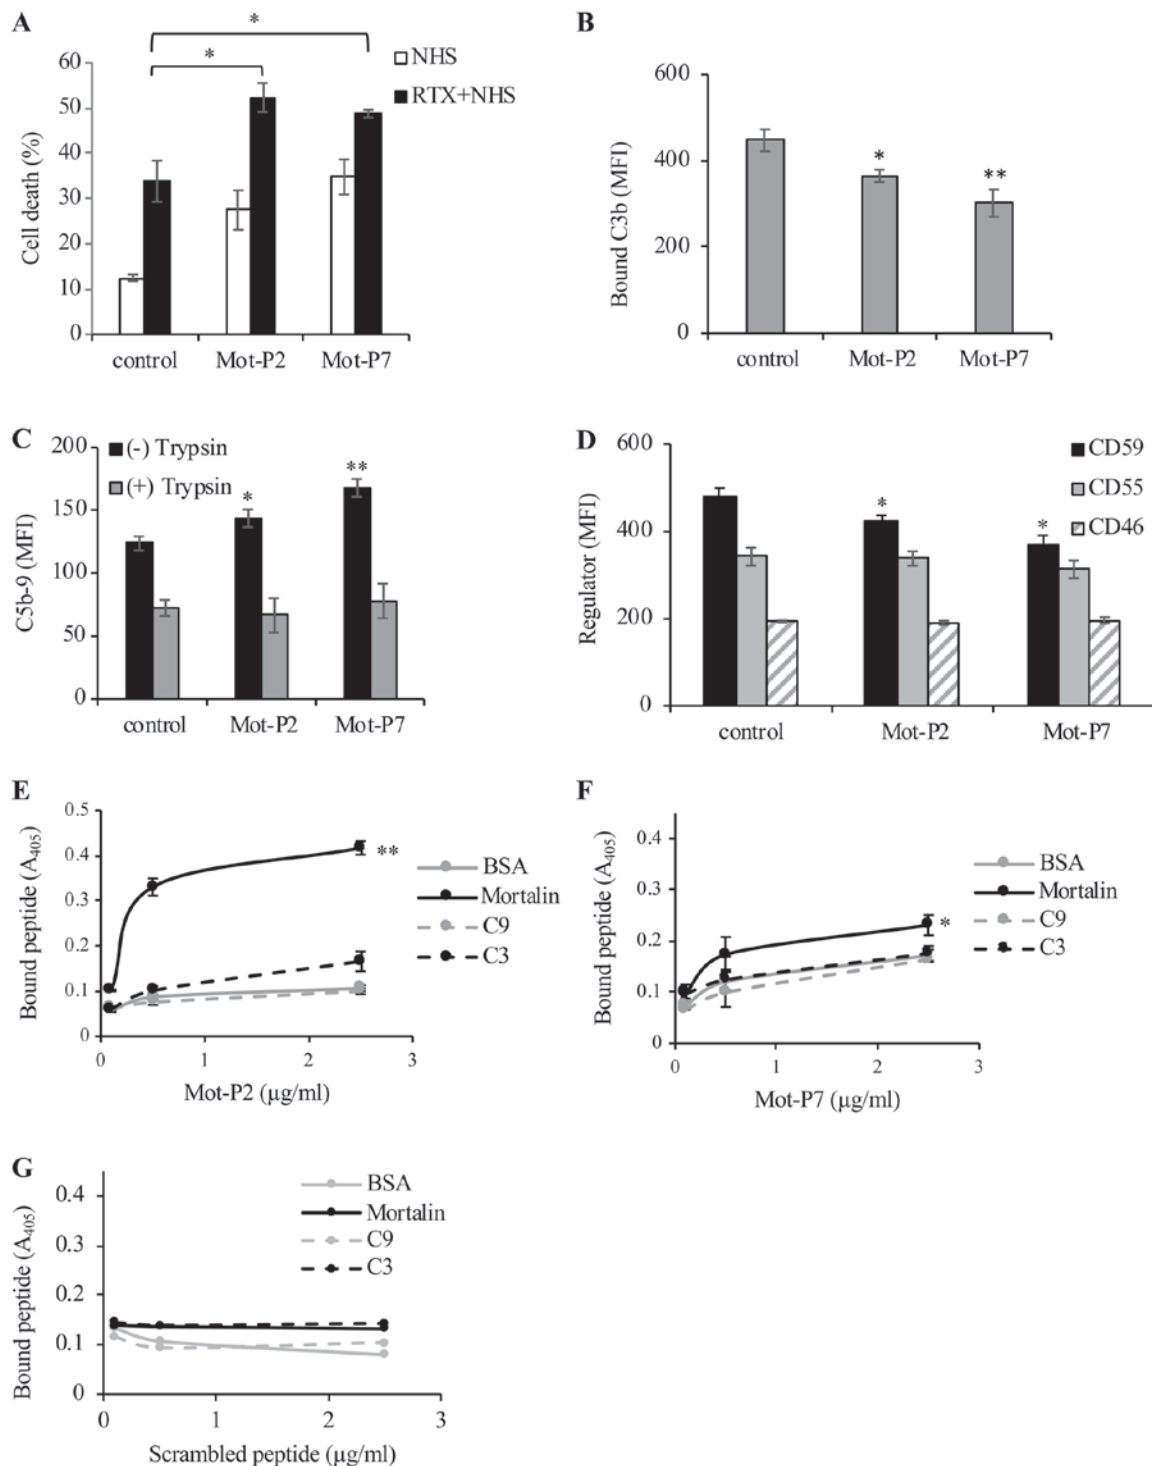 A
*
*
60
50
40
30
20
10
0
Cell death (%)
NHS
RTX+NHS
control Mot-P2 Mot-P7
B
600
400
200
0
Bound C3b (MFI)
*
**
control Mot-P2 Mot-P7
C
200
150
100
50
0
C5b-9 (MFI)
(-) Trypsin
(+) Trypsin
*
**
control Mot-P2 Mot-P7
D
600
400
200
0
Regulator (MFI)
CD59
CD55
CD46
*
*
control Mot-P2 Mot-P7
E
0.5
0.4
0.3
0.2
0.1
0
Bound peptide (A405)
**
BSA
Mortalin
C9
C3
0 1 2 3
Mot-P2 (µg/ml)
F
0.4
0.3
0.2
0.1
0
Bound peptide (A405)
*
BSA
Mortalin
C9
C3
0 1 2 3
Mot-P7 (µg/ml)
G
0.4
0.3
0.2
0.1
0
Bound peptide (A405)
BSA
Mortalin
C9
C3
0 1 2 3
Scrambled peptide (µg/ml)